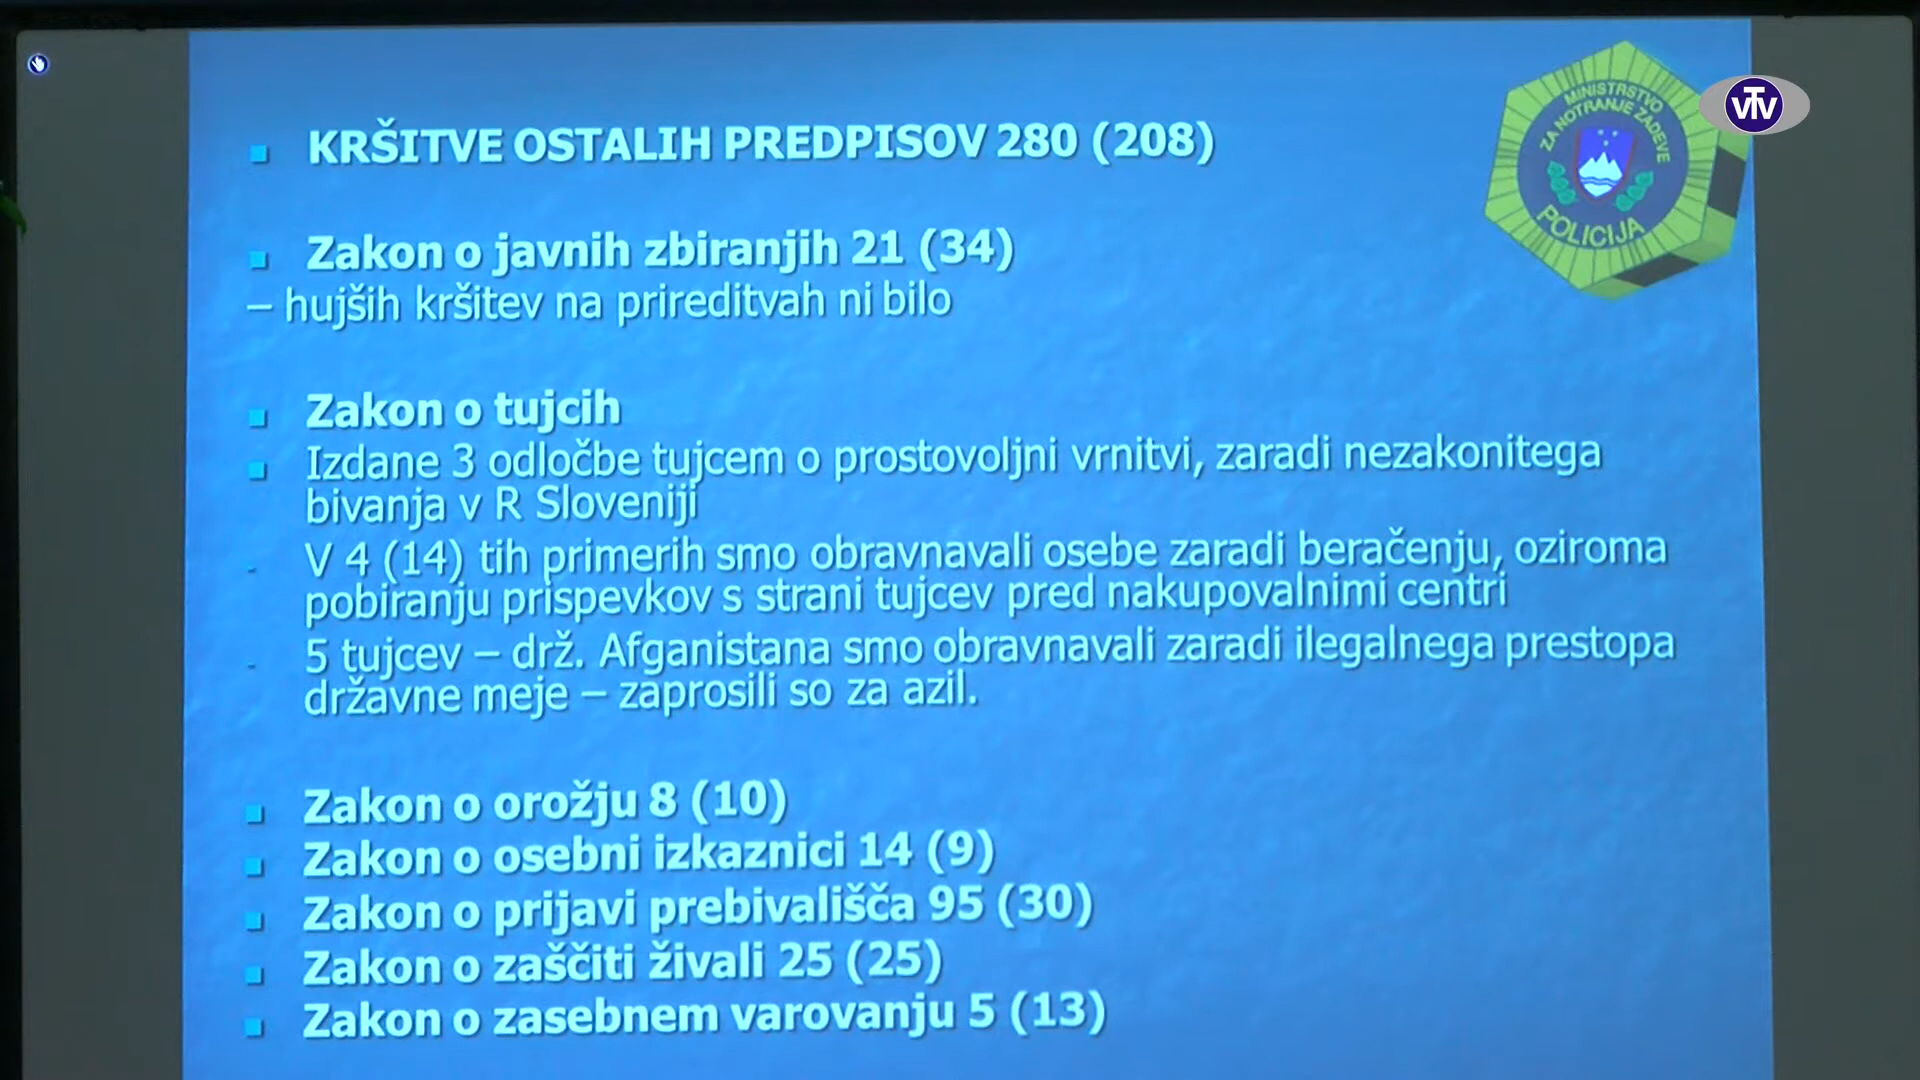 KRŠITVE OSTALIH PREDPISOV 280 (208)
Zakon o javnih zbiranjih 21 (34)
– hujših kršitev na prireditvah ni bilo
Zakon o tujcih
Izdane 3 odločbe tujcem o prostovoljni vrnitvi, zaradi nezakonitega
bivanja v R Sloveniji
- V 4 (14) tih primerih smo obravnavali osebe zaradi beračenju, oziroma
pobiranju prispevkov s strani tujcev pred nakupovalnimi centri
- 5 tujcev – drž. Afganistana smo obravnavali zaradi ilegalnega prestopa
državne meje – zaprosili so za azil.
Zakon o orožju 8 (10)
Zakon o osebni izkaznici 14 (9)
Zakon o prijavi prebivališča 95 (30)
Zakon o zaščiti živali 25 (25)
Zakon o zasebnem varovanju 5 (13)
MINISTRSTVO
ZA NOTRANJE ZADEVE
POLICIJA
VTV